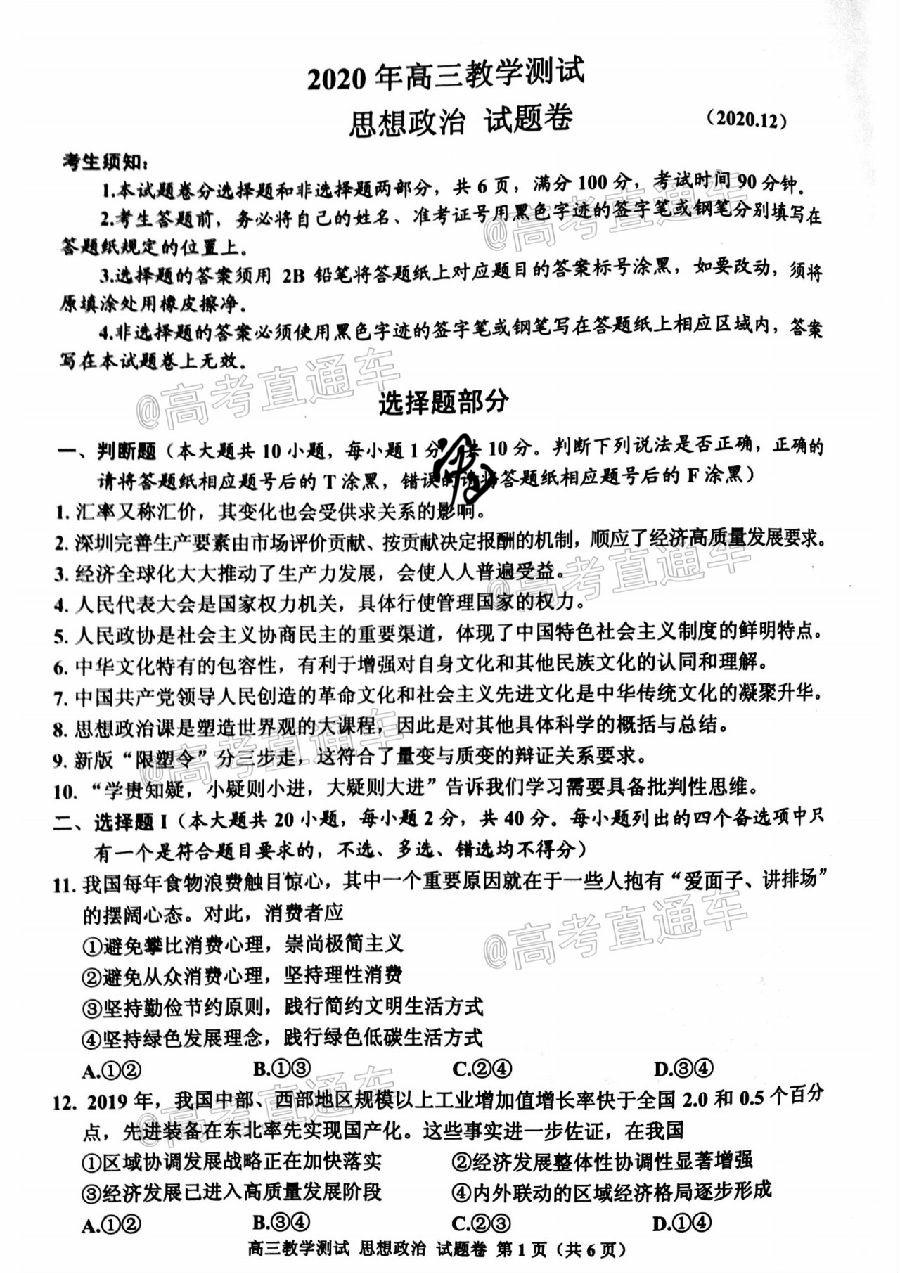 2020 年高三教学测试
思想政治 试题卷 (2020.12)
考生须知：
1.本试题卷分选择题和非选择题两部分，共 6 页，满分 100 分，考试时间 90 分钟。
2.考生答题前，务必将自己的姓名、准考证号用黑色字迹的签字笔或钢笔分别填写在
答题纸规定的位置上。
3.选择题的答案须用 2B 铅笔将答题纸上对应题目的答案标号涂黑，如要改动，须将
原填涂处用橡皮擦净。
4.非选择题的答案必须使用黑色字迹的签字笔或钢笔写在答题纸上相应区域内，答案
写在本试题卷上无效。
@高考直通车
选择题部分
一、判断题（本大题共 10 小题，每小题 1 分，共 10 分。判断下列说法是否正确，正确的
请将答题纸相应题号后的 T 涂黑，错误的请将答题纸相应题号后的 F 涂黑）
1. 汇率又称汇价，其变化也会受供求关系的影响。
2. 深圳完善生产要素由市场评价贡献、按贡献决定报酬的机制，顺应了经济高质量发展要求。
3. 经济全球化大大推动了生产力发展，会使人人普遍受益。
4. 人民代表大会是国家权力机关，具体行使管理国家的权力。
5. 人民政协是社会主义协商民主的重要渠道，体现了中国特色社会主义制度的鲜明特点。
6. 中华文化特有的包容性，有利于增强对自身文化和其他民族文化的认同和理解。
7. 中国共产党领导人民创造的革命文化和社会主义先进文化是中华传统文化的凝聚升华。
8. 思想政治课是塑造世界观的大课程，因此是对其他具体科学的概括与总结。
9. 新版“限塑令”分三步走，这符合了量变与质变的辩证关系要求。
10. “学贵知疑，小疑则小进，大疑则大进”告诉我们学习需要具备批判性思维。
二、选择题 I（本大题共 20 小题，每小题 2 分，共 40 分。每小题列出的四个备选项中只
有一个是符合题目要求的，不选、多选、错选均不得分）
11. 我国每年食物浪费触目惊心，其中一个重要原因就在于一些人抱有“爱面子、讲排场”
的摆阔心态。对此，消费者应
①避免攀比消费心理，崇尚极简主义
②避免从众消费心理，坚持理性消费
③坚持勤俭节约原则，践行简约文明生活方式
④坚持绿色发展理念，践行绿色低碳生活方式
A.①② B.①③ C.②④ D.③④
12. 2019 年，我国中部、西部地区规模以上工业增加值增长率快于全国 2.0 和 0.5 个百分
点，先进装备在东北率先实现国产化。这些事实进一步佐证，在我国
①区域协调发展战略正在加快落实 ②经济发展整体性协调性显著增强
③经济发展已进入高质量发展阶段 ④内外联动的区域经济格局逐步形成
A.①② B.③④ C.②③ D.①④
高三教学测试 思想政治 试题卷 第 1 页（共 6 页）